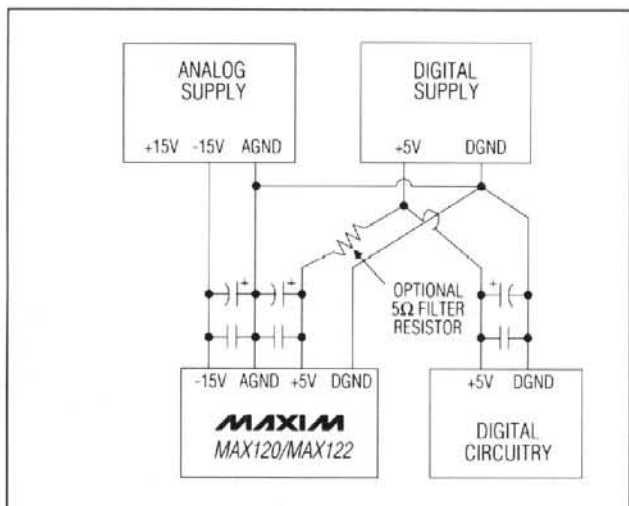 ANALOG
SUPPLY
+15V -15V AGND
DIGITAL
SUPPLY
+5V DGND
OPTIONAL
5Ω FILTER
RESISTOR
+ + +
-15V AGND +5V DGND
MAXIM
MAX120/MAX122
+5V DGND
DIGITAL
CIRCUITRY